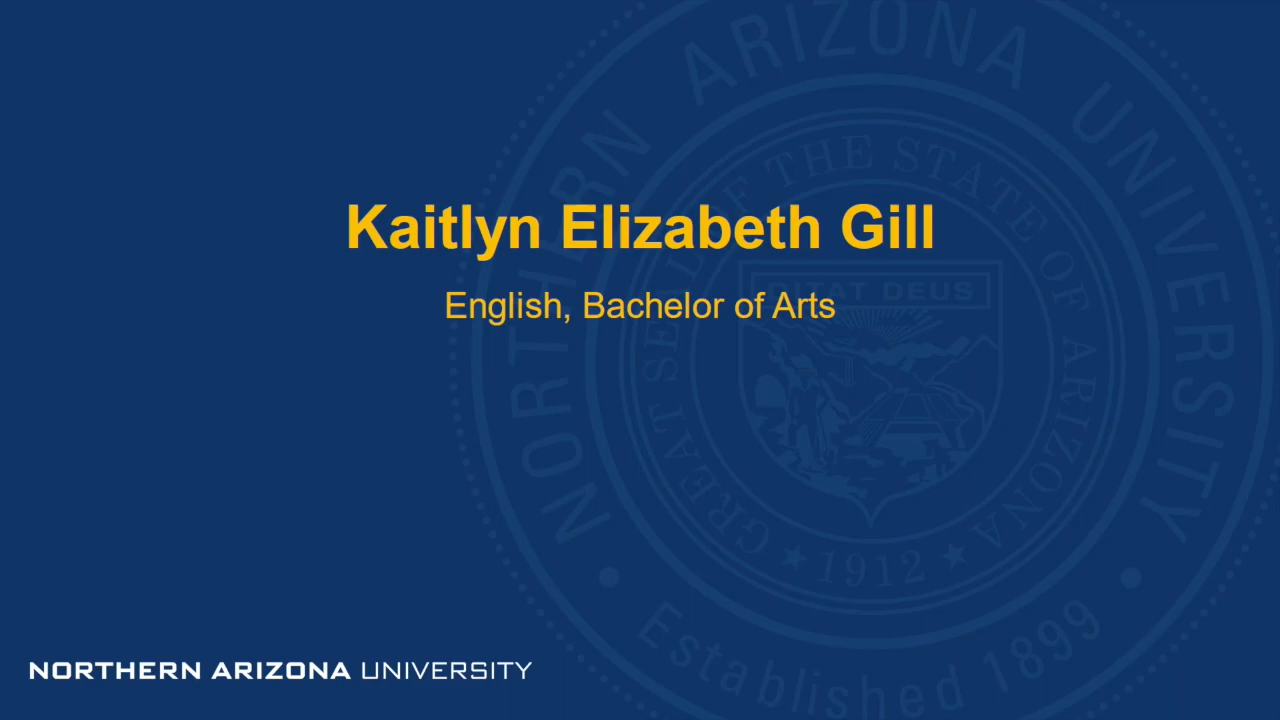 Kaitlyn Elizabeth Gill
English, Bachelor of Arts
NORTHERN ARIZONA UNIVERSITY
NORTHERN ARIZONA UNIVERSITY
GREAT SEAL OF THE STATE OF ARIZONA
DITAT DEUS
1912
Established 1899